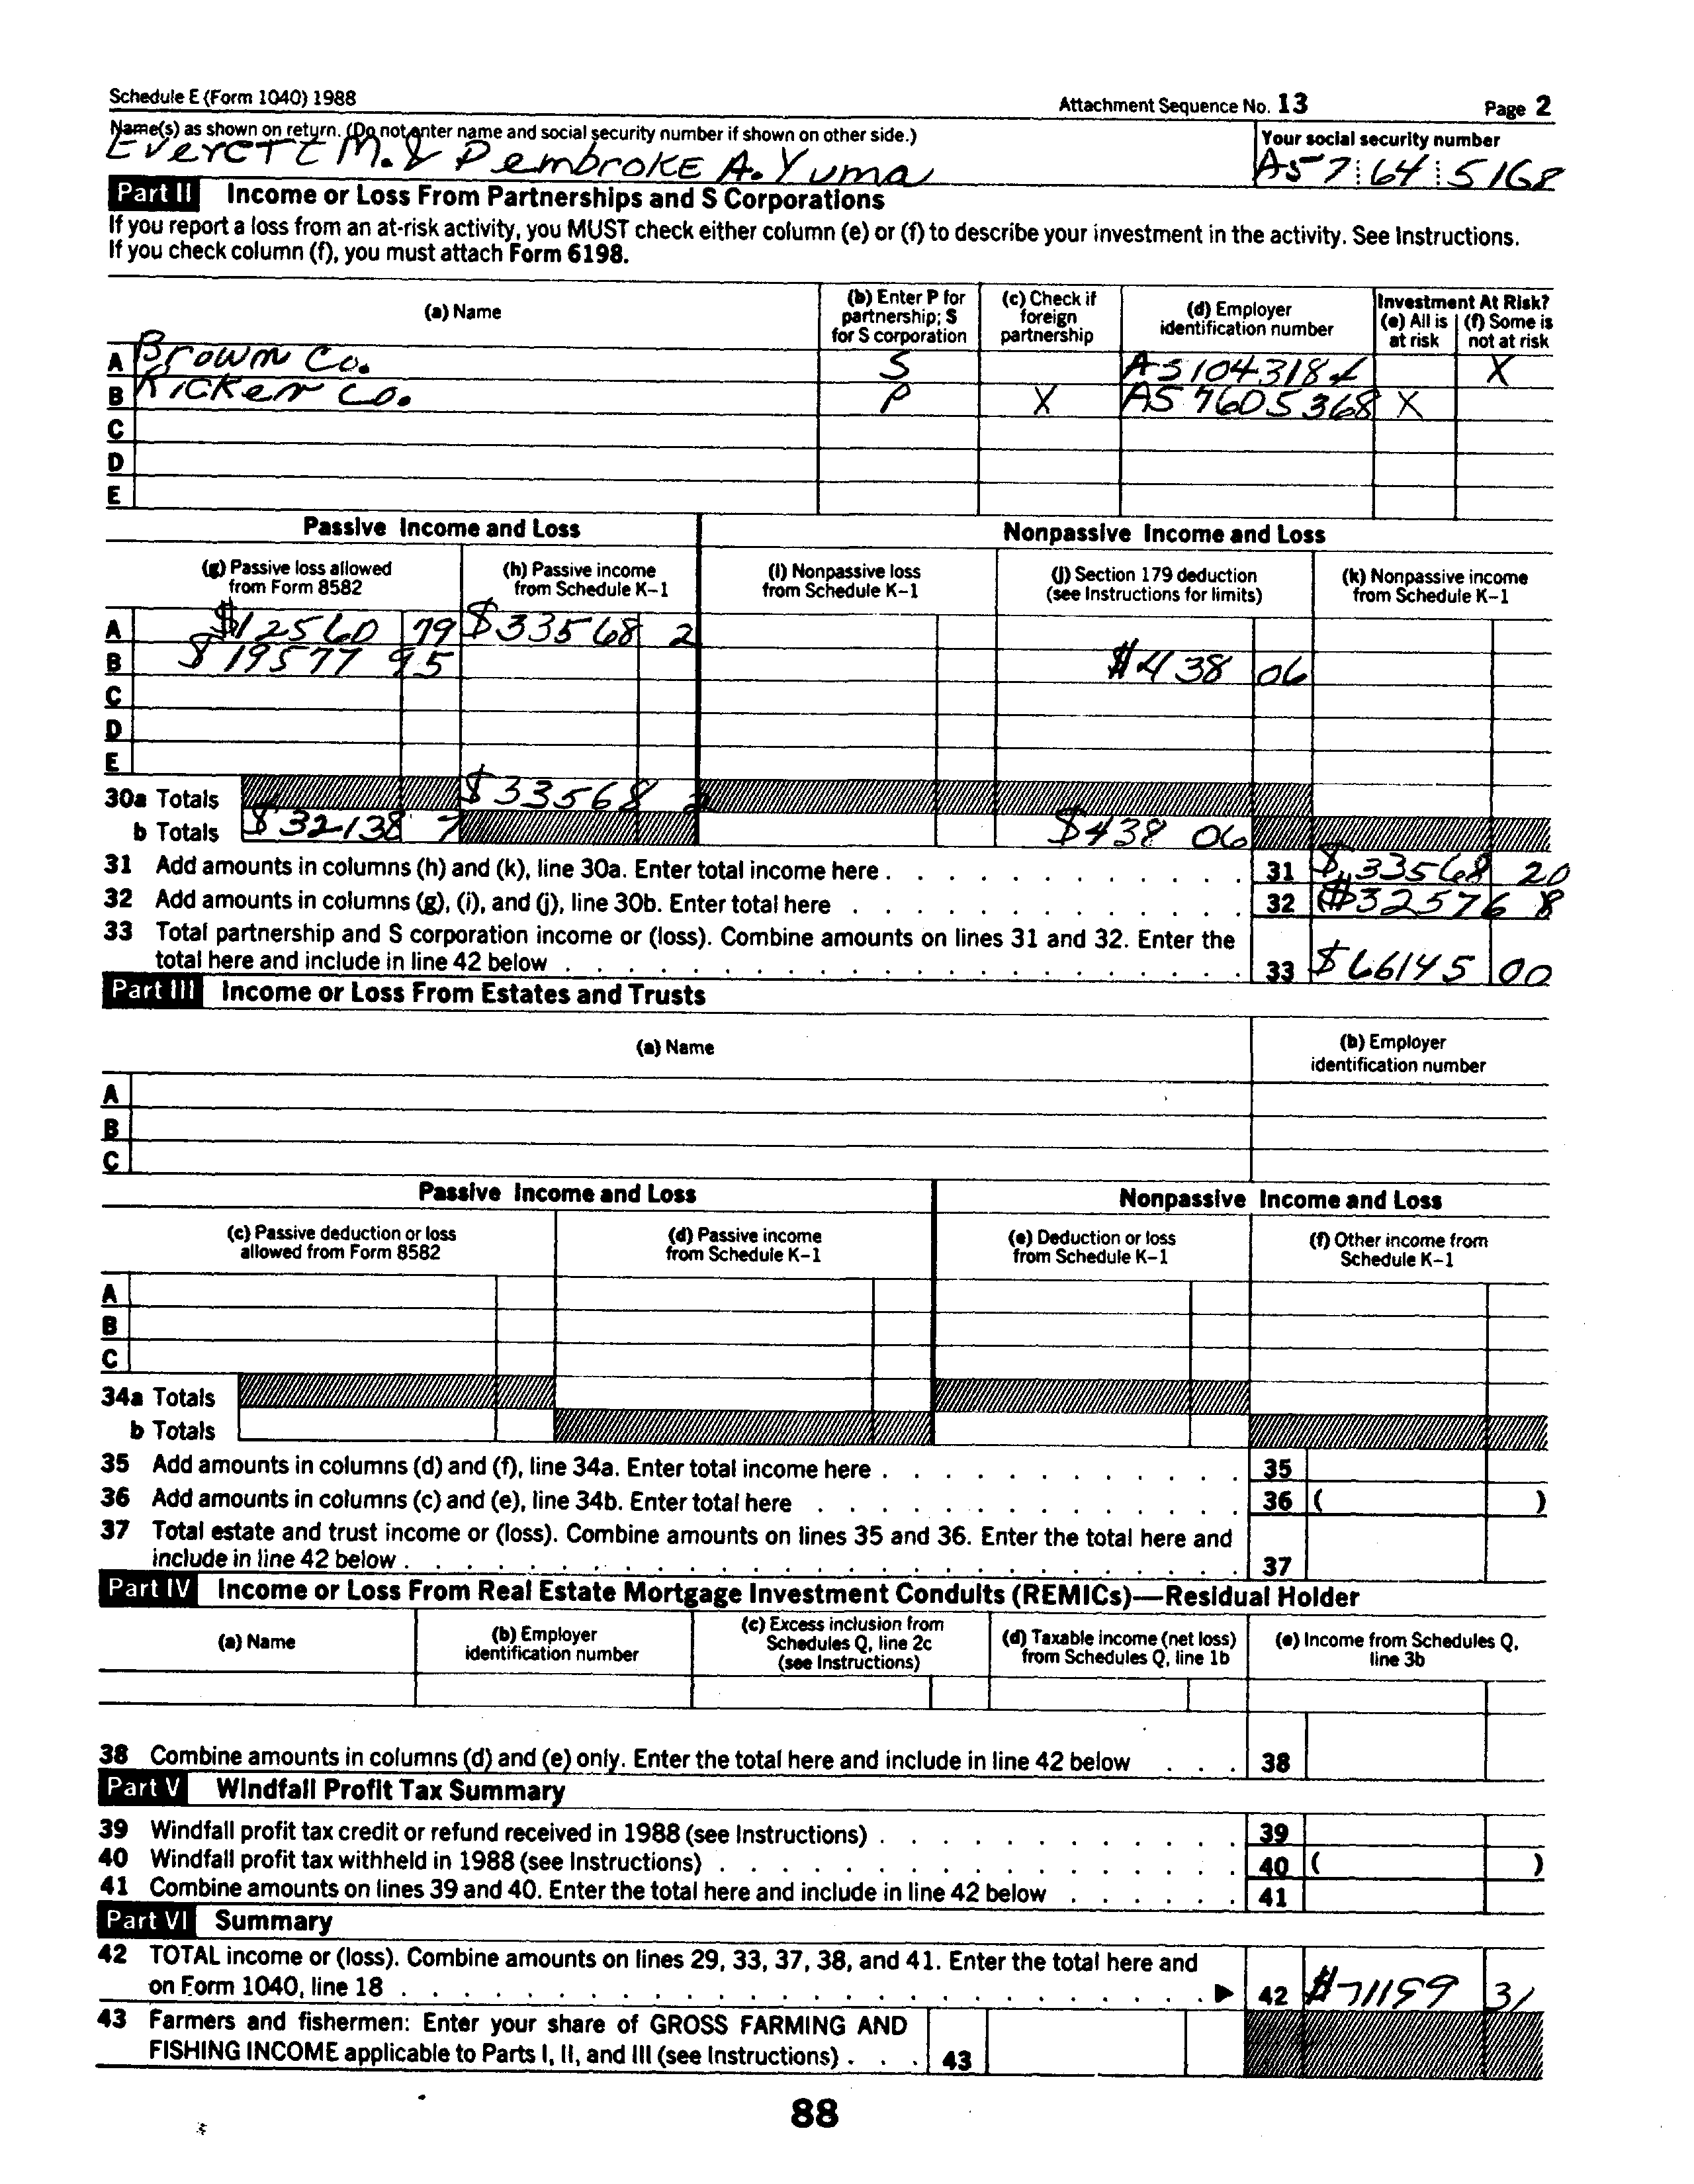 Schedule E (Form 1040) 1988 Attachment Sequence No. 13 Page 2
Name(s) as shown on return. (Do not enter name and social security number if shown on other side.) Your social security number
Everett M. & Pembroke A. Yuma A57 64 5168
Part II Income or Loss From Partnerships and S Corporations
If you report a loss from an at-risk activity, you MUST check either column (e) or (f) to describe your investment in the activity. See Instructions.
If you check column (f), you must attach Form 6198.
(a) Name
(b) Enter P for partnership; S for S corporation
(c) Check if foreign partnership
(d) Employer identification number
Investment At Risk?
(e) All is at risk
(f) Some is not at risk
A Brown Co. S X
B P X A5 7605368 X
C
D
E
Passive Income and Loss Nonpassive Income and Loss
(g) Passive loss allowed from Form 8582
(h) Passive income from Schedule K-1
(i) Nonpassive loss from Schedule K-1
(j) Section 179 deduction (see Instructions for limits)
(k) Nonpassive income from Schedule K-1
A $12560 79 $33568 2
B $19577 95 $438 06
C
D
E
30a Totals $33568 2
b Totals $32138 7 $438 06
31 Add amounts in columns (h) and (k), line 30a. Enter total income here . 31 $33568 20
32 Add amounts in columns (g), (i), and (j), line 30b. Enter total here 32 ($32576 8
33 Total partnership and S corporation income or (loss). Combine amounts on lines 31 and 32. Enter the
total here and include in line 42 below 33 $66145 00
Part III Income or Loss From Estates and Trusts
(a) Name
(b) Employer identification number
A
B
C
Passive Income and Loss Nonpassive Income and Loss
(c) Passive deduction or loss allowed from Form 8582
(d) Passive income from Schedule K-1
(e) Deduction or loss from Schedule K-1
(f) Other income from Schedule K-1
A
B
C
34a Totals
b Totals
35 Add amounts in columns (d) and (f), line 34a. Enter total income here . 35
36 Add amounts in columns (c) and (e), line 34b. Enter total here 36 ( )
37 Total estate and trust income or (loss). Combine amounts on lines 35 and 36. Enter the total here and
include in line 42 below . 37
Part IV Income or Loss From Real Estate Mortgage Investment Conduits (REMICs)—Residual Holder
(a) Name
(b) Employer identification number
(c) Excess inclusion from Schedules Q, line 2c (see Instructions)
(d) Taxable income (net loss) from Schedules Q, line 1b
(e) Income from Schedules Q, line 3b
38 Combine amounts in columns (d) and (e) only. Enter the total here and include in line 42 below 38
Part V Windfall Profit Tax Summary
39 Windfall profit tax credit or refund received in 1988 (see Instructions) . 39
40 Windfall profit tax withheld in 1988 (see Instructions) . 40 ( )
41 Combine amounts on lines 39 and 40. Enter the total here and include in line 42 below 41
Part VI Summary
42 TOTAL income or (loss). Combine amounts on lines 29, 33, 37, 38, and 41. Enter the total here and
on Form 1040, line 18 . ▶ 42 $71159 31
43 Farmers and fishermen: Enter your share of GROSS FARMING AND
FISHING INCOME applicable to Parts I, II, and III (see Instructions) . 43
88